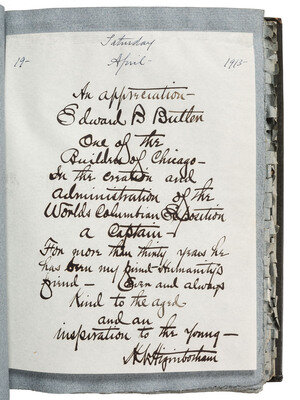 Saturday
19- April- 1913-
An appreciation-
Edward B Butler
One of the
Builders of Chicago-
In the creation and
administration of the
Worlds Columbian Exposition
a Captain-
For more than thirty years he
has been my friend Humanity's
friend- Ever and always
Kind to the aged
and an
inspiration to the young-
H N Higinbotham